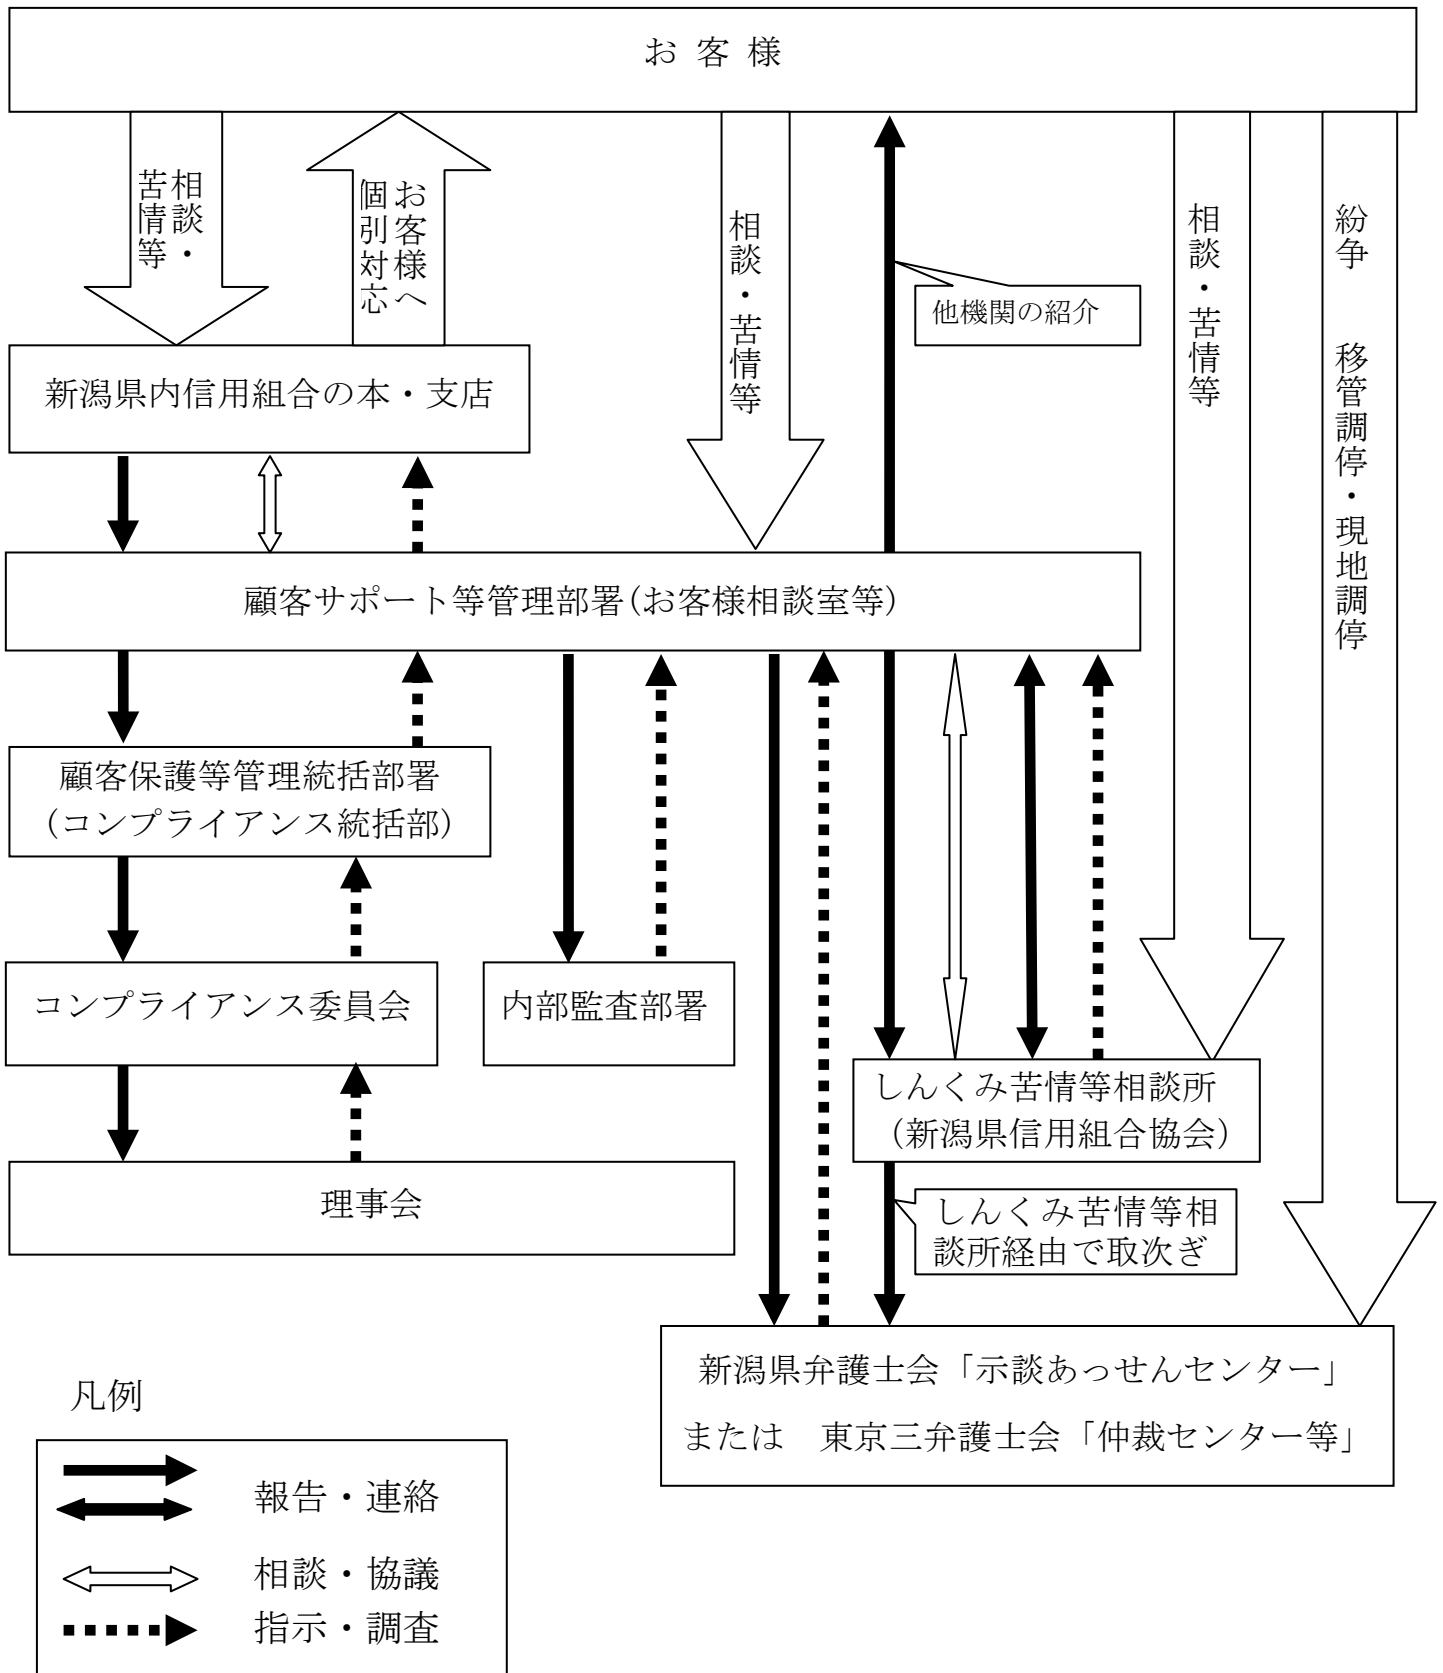 お 客 様
相談・
苦情等
お客様へ
個別対応
相談・苦情等
他機関の紹介
相談・苦情等
紛争　移管調停・現地調停
新潟県内信用組合の本・支店
顧客サポート等管理部署(お客様相談室等)
顧客保護等管理統括部署
(コンプライアンス統括部)
コンプライアンス委員会
内部監査部署
しんくみ苦情等相談所
（新潟県信用組合協会）
理事会
しんくみ苦情等相
談所経由で取次ぎ
新潟県弁護士会「示談あっせんセンター」
または　東京三弁護士会「仲裁センター等」
凡例
報告・連絡
相談・協議
指示・調査